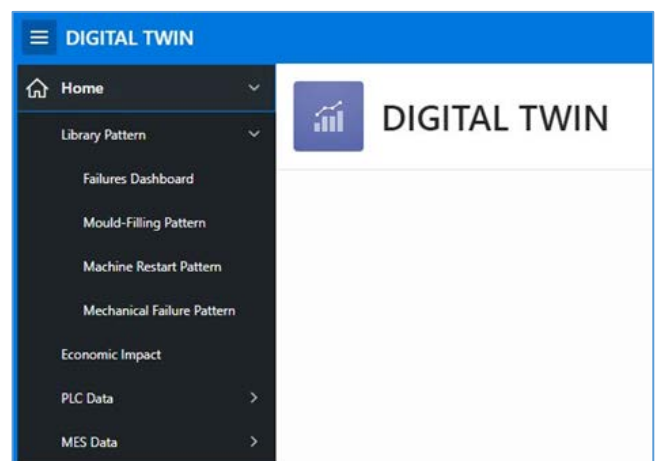 DIGITAL TWIN
Home
DIGITAL TWIN
Library Pattern
Failures Dashboard
Mould-Filling Pattern
Machine Restart Pattern
Mechanical Failure Pattern
Economic Impact
PLC Data
MES Data